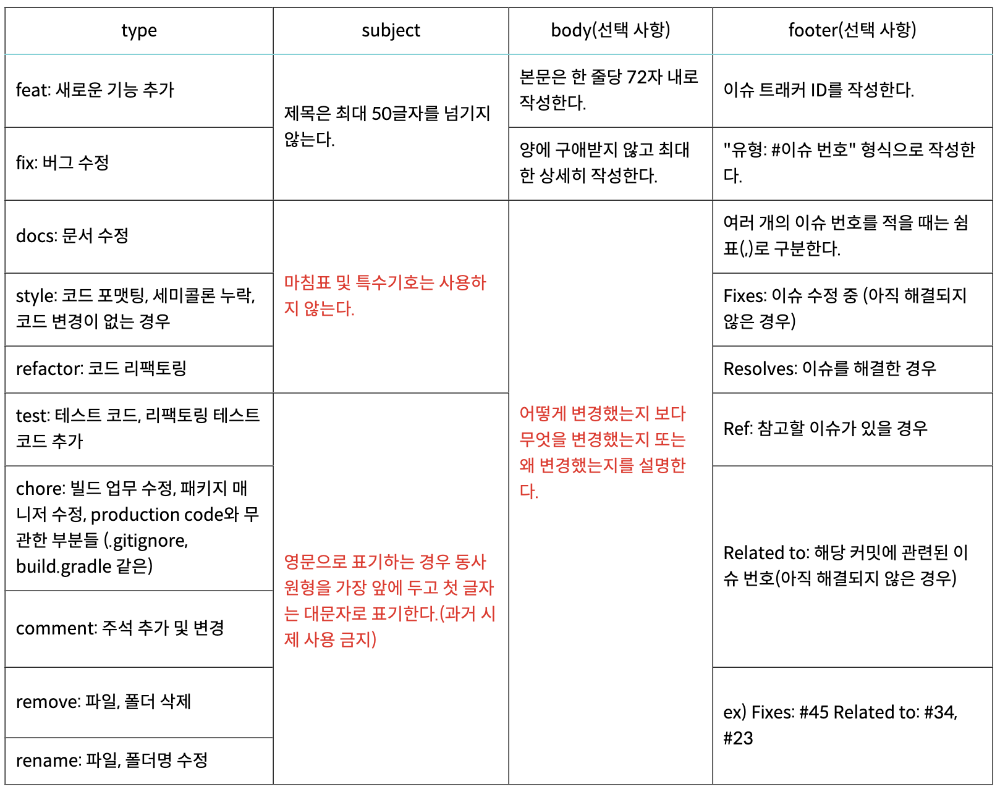 type
subject
body(선택 사항)
footer(선택 사항)
feat: 새로운 기능 추가
제목은 최대 50글자를 넘기지
않는다.
본문은 한 줄당 72자 내로
작성한다.
이슈 트래커 ID를 작성한다.
fix: 버그 수정
양에 구애받지 않고 최대
한 상세히 작성한다.
"유형: #이슈 번호" 형식으로 작성한
다.
docs: 문서 수정
마침표 및 특수기호는 사용하
지 않는다.
어떻게 변경했는지 보다
무엇을 변경했는지 또는
왜 변경했는지를 설명한
다.
여러 개의 이슈 번호를 적을 때는 쉼
표(,)로 구분한다.
style: 코드 포맷팅, 세미콜론 누락,
코드 변경이 없는 경우
Fixes: 이슈 수정 중 (아직 해결되지
않은 경우)
refactor: 코드 리팩토링
Resolves: 이슈를 해결한 경우
test: 테스트 코드, 리팩토링 테스트
코드 추가
영문으로 표기하는 경우 동사
원형을 가장 앞에 두고 첫 글자
는 대문자로 표기한다.(과거 시
제 사용 금지)
Ref: 참고할 이슈가 있을 경우
chore: 빌드 업무 수정, 패키지 매
니저 수정, production code와 무
관한 부분들 (.gitignore,
build.gradle 같은)
Related to: 해당 커밋에 관련된 이
슈 번호(아직 해결되지 않은 경우)
comment: 주석 추가 및 변경
remove: 파일, 폴더 삭제
ex) Fixes: #45 Related to: #34,
#23
rename: 파일, 폴더명 수정